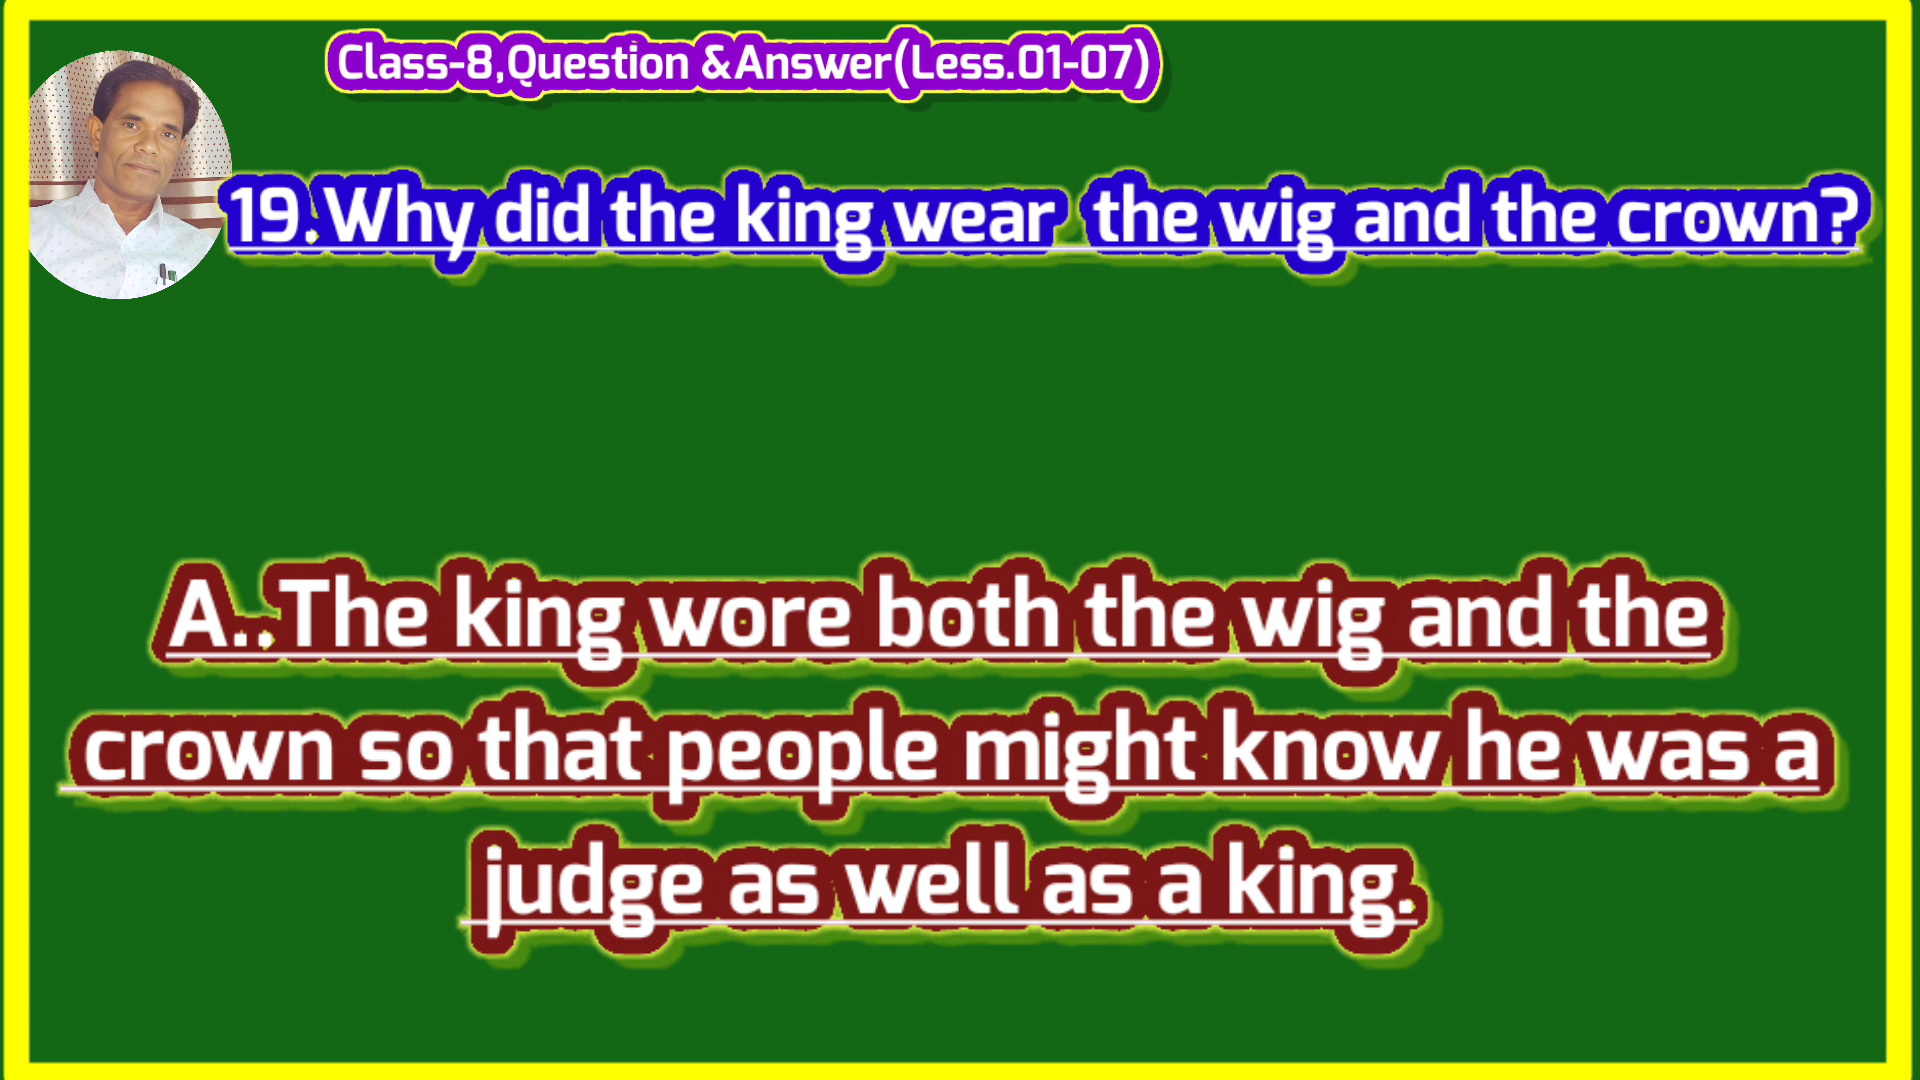 Class-8,Question &Answer(Less.01-07)
19.Why did the king wear the wig and the crown?
A..The king wore both the wig and the
crown so that people might know he was a
judge as well as a king.